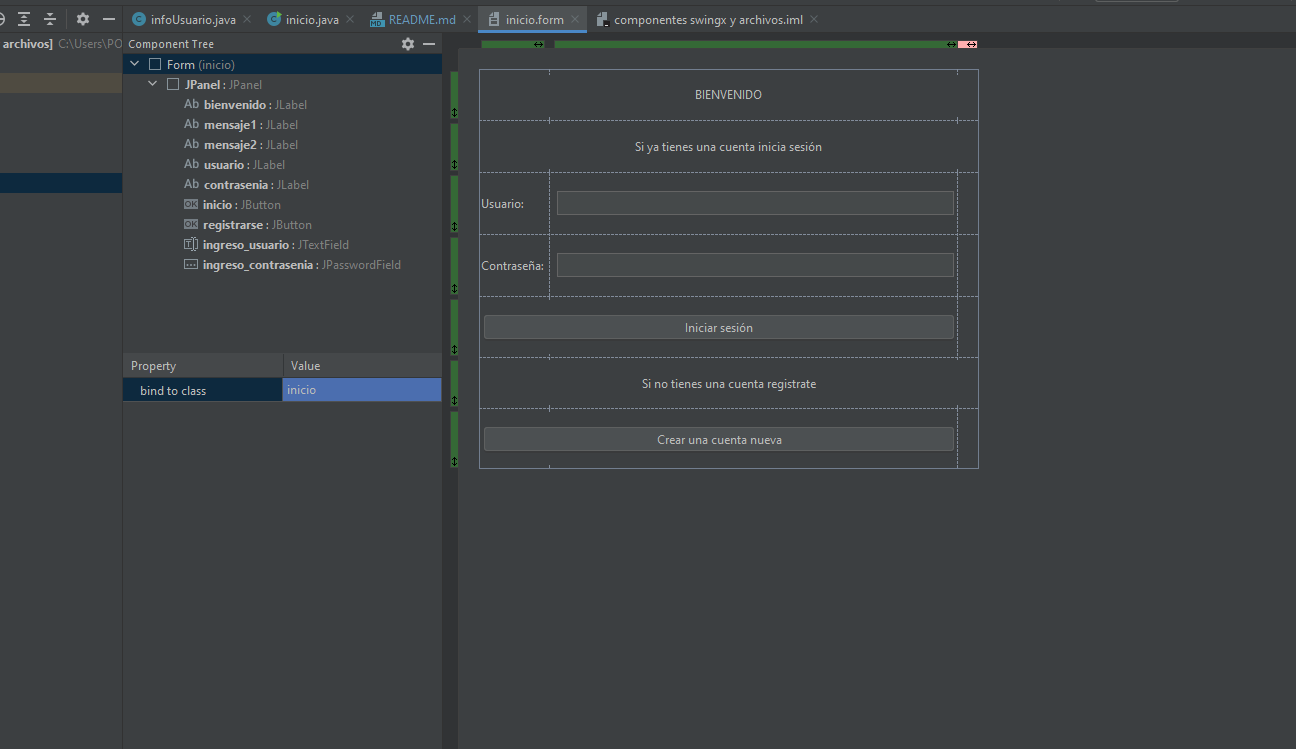 infoUsuario.java
inicio.java
README.md
inicio.form
componentes swingx y archivos.iml
archivos] C:\Users\PO
Component Tree
Form (inicio)
JPanel : JPanel
Ab bienvenido : JLabel
Ab mensaje1 : JLabel
Ab mensaje2 : JLabel
Ab usuario : JLabel
Ab contrasenia : JLabel
OK inicio : JButton
OK registrarse : JButton
ingreso_usuario : JTextField
ingreso_contrasenia : JPasswordField
Property Value
bind to class inicio
BIENVENIDO
Si ya tienes una cuenta inicia sesión
Usuario:
Contraseña:
Iniciar sesión
Si no tienes una cuenta registrate
Crear una cuenta nueva